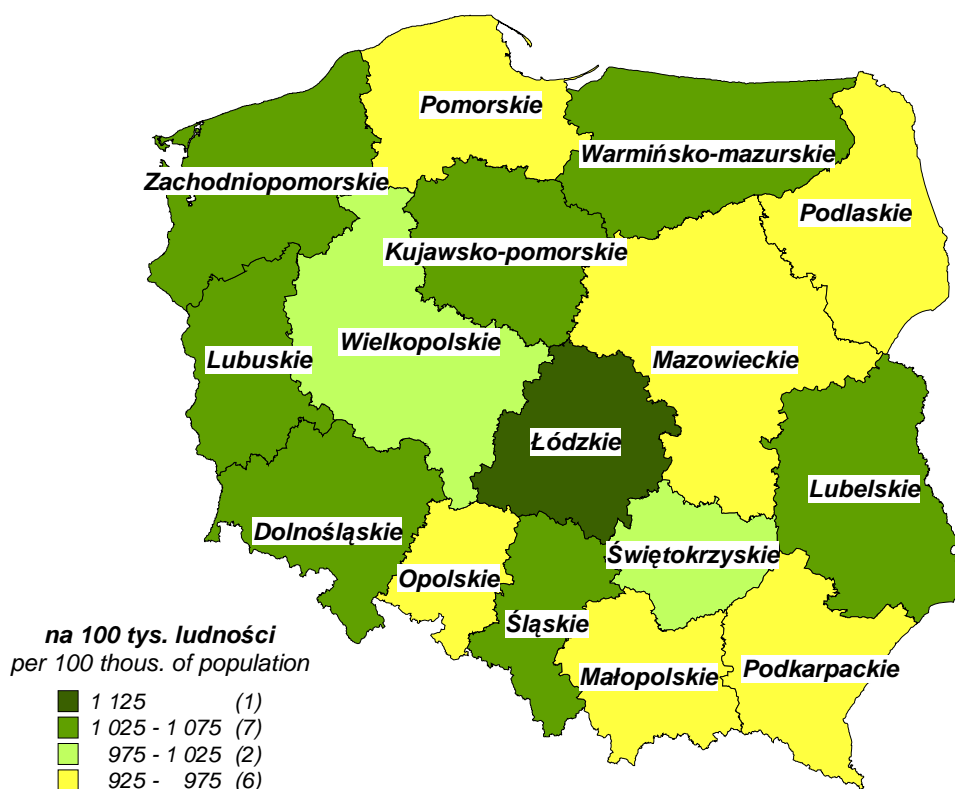 Pomorskie
Warmińsko-mazurskie
Zachodniopomorskie
Podlaskie
Kujawsko-pomorskie
Wielkopolskie
Lubuskie
Mazowieckie
Łódzkie
Lubelskie
Dolnośląskie
Świętokrzyskie
Opolskie
Śląskie
Małopolskie
Podkarpackie
na 100 tys. ludności
per 100 thous. of population
1 125 (1)
1 025 - 1 075 (7)
975 - 1 025 (2)
925 - 975 (6)